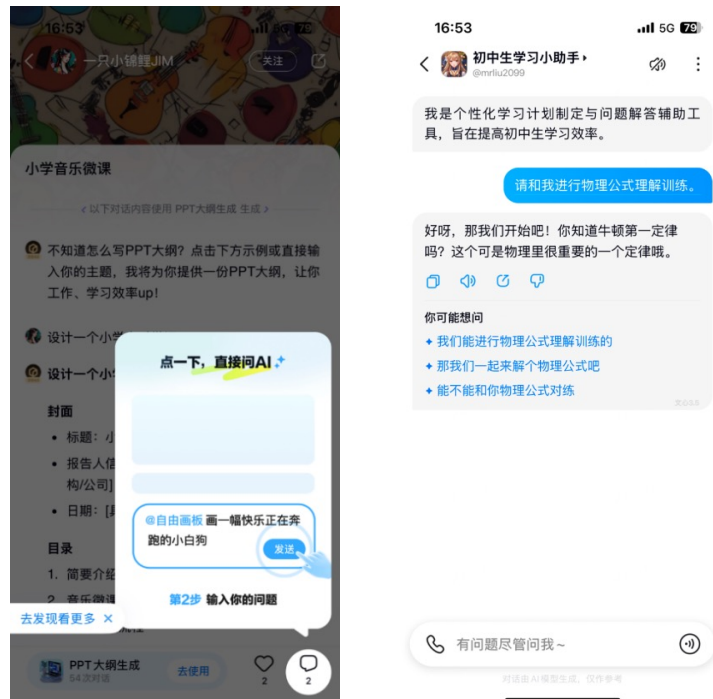 16:53
一只小锦鲤JIM
关注
小学音乐微课
以下对话内容使用 PPT大纲生成 生成
不知道怎么写PPT大纲？点击下方示例或直接输
入你的主题，我将为你提供一份PPT大纲，让你
工作、学习效率up！
设计一个小学
设计一个小
封面
• 标题：小
• 报告人信
构/公司]
• 日期：[具
目录
1. 简要介绍
2. 音乐微课
点一下，直接问AI
@自由画板 画一幅快乐正在奔
跑的小白狗
发送
第2步 输入你的问题
去发现看更多 ×
PPT大纲生成
54次对话
去使用
2
2
16:53
5G 79
初中生学习小助手
@mrliu2099
我是个性化学习计划制定与问题解答辅助工
具，旨在提高初中生学习效率。
请和我进行物理公式理解训练。
好呀，那我们开始吧！你知道牛顿第一定律
吗？这个可是物理里很重要的一个定律哦。
你可能想问
我们能进行物理公式理解训练的
那我们一起来解个物理公式吧
能不能和你物理公式对练
有问题尽管问我～
对话由AI模型生成，仅作参考